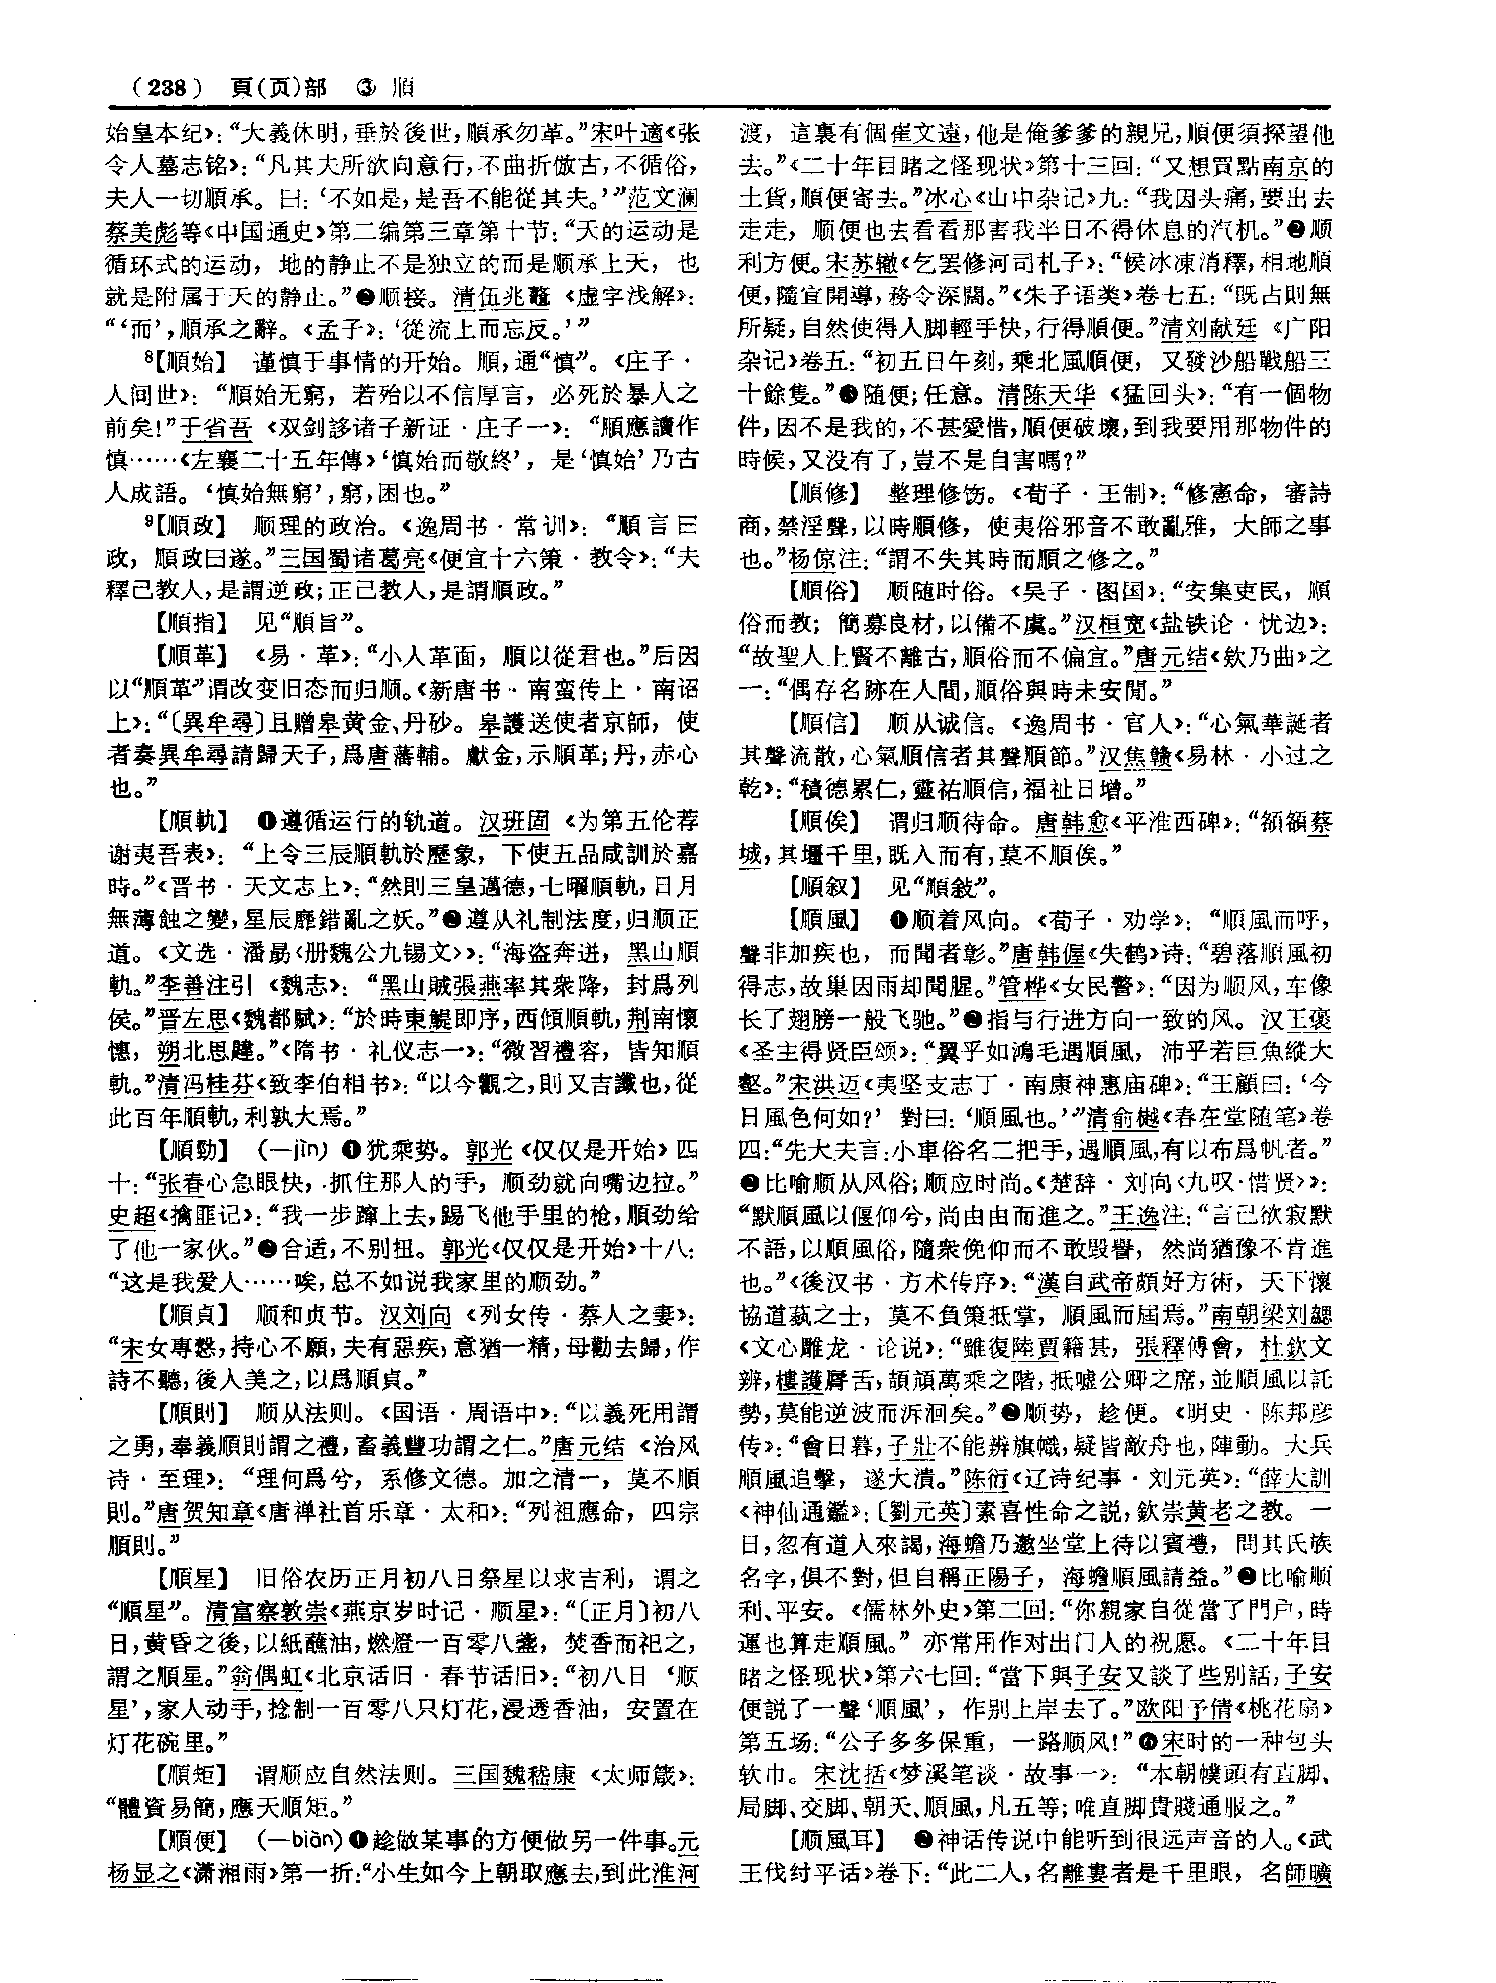 （238） 頁(页)部 ③ 順
始皇本纪》：“大義休明，垂於後世，順承勿革。”宋叶適《张
令人墓志铭》：“凡其夫所欲向意行，不曲折倣古，不循俗，
夫人一切順承。曰：‘不如是，是吾不能從其夫。’”范文澜
蔡美彪等《中国通史》第二编第三章第十节：“天的运动是
循环式的运动，地的静止不是独立的而是顺承上天，也
就是附属于天的静止。”❷顺接。清伍兆鼇《虚字浅解》：
“‘而’，順承之辭。《孟子》：‘從流上而忘反。’”
⁸【順始】 谨慎于事情的开始。順，通“慎”。《庄子·
人间世》：“順始无窮，若殆以不信厚言，必死於暴人之
前矣！”于省吾《双剑誃诸子新证·庄子一》：“順應讀作
慎……《左襄二十五年傳》‘慎始而敬終’，是‘慎始’乃古
人成語。‘慎始無窮’，窮，困也。”
⁹【順政】 顺理的政治。《逸周书·常训》：“順言曰
政，順政曰遂。”三国蜀诸葛亮《便宜十六策·教令》：“夫
釋己教人，是謂逆政；正己教人，是謂順政。”
【順指】 见“順旨”。
【順革】 《易·革》：“小人革面，順以從君也。”后因
以“順革”谓改变旧态而归顺。《新唐书·南蛮传上·南诏
上》：“〔異牟尋〕且赠皐黄金、丹砂。皐護送使者京師，使
者奏異牟尋請歸天子，爲唐藩輔。獻金，示順革；丹，赤心
也。”
【順軌】 ❶遵循运行的轨道。汉班固《为第五伦荐
谢夷吾表》：“上令三辰順軌於歷象，下使五品咸訓於嘉
時。”《晋书·天文志上》：“然則三皇邁德，七曜順軌，日月
無薄蝕之變，星辰靡錯亂之妖。”❷遵从礼制法度，归顺正
道。《文选·潘勗〈册魏公九锡文〉》：“海盗奔迸，黑山順
軌。”李善注引《魏志》：“黑山賊張燕率其衆降，封爲列
侯。”晋左思《魏都赋》：“於時東鯷即序，西傾順軌，荆南懷
憓，朔北思韙。”《隋书·礼仪志一》：“微習禮容，皆知順
軌。”清冯桂芬《致李伯相书》：“以今觀之，則又吉讖也，從
此百年順軌，利孰大焉。”
【順勁】 （—jìn）❶犹乘势。郭光《仅仅是开始》四
十：“张春心急眼快，抓住那人的手，顺劲就向嘴边拉。”
史超《擒匪记》：“我一步蹿上去，踢飞他手里的枪，順劲给
了他一家伙。”❷合适，不别扭。郭光《仅仅是开始》十八：
“这是我爱人……唉，总不如说我家里的顺劲。”
【順貞】 顺和贞节。汉刘向《列女传·蔡人之妻》：
“宋女專慤，持心不願，夫有惡疾，意猶一精，母勸去歸，作
詩不聽，後人美之，以爲順貞。”
【順則】 顺从法则。《国语·周语中》：“以義死用謂
之勇，奉義順則謂之禮，畜義豐功謂之仁。”唐元结《治风
诗·至理》：“理何爲兮，系修文德。加之清一，莫不順
則。”唐贺知章《唐禅社首乐章·太和》：“列祖應命，四宗
順則。”
【順星】 旧俗农历正月初八日祭星以求吉利，谓之
“順星”。清富察敦崇《燕京岁时记·顺星》：“〔正月〕初八
日，黄昏之後，以紙蘸油，燃燈一百零八盞，焚香而祀之，
謂之順星。”翁偶虹《北京话旧·春节话旧》：“初八日‘顺
星’，家人动手，捻制一百零八只灯花，浸透香油，安置在
灯花碗里。”
【順矩】 谓顺应自然法则。三国魏嵇康《太师箴》：
“體資易簡，應天順矩。”
【順便】 （—biàn）❶趁做某事的方便做另一件事。元
杨显之《潇湘雨》第一折：“小生如今上朝取應去，到此淮河
渡，這裏有個崔文遠，他是俺爹爹的親兄，順便須探望他
去。”《二十年目睹之怪现状》第十三回：“又想買點南京的
土貨，順便寄去。”冰心《山中杂记》九：“我因头痛，要出去
走走，顺便也去看看那害我半日不得休息的汽机。”❷顺
利方便。宋苏辙《乞罢修河司札子》：“候冰凍消釋，相地順
便，隨宜開導，務令深闊。”《朱子语类》卷七五：“既占則無
所疑，自然使得人脚輕手快，行得順便。”清刘献廷《广阳
杂记》卷五：“初五日午刻，乘北風順便，又發沙船戰船三
十餘隻。”❸随便；任意。清陈天华《猛回头》：“有一個物
件，因不是我的，不甚愛惜，順便破壞，到我要用那物件的
時候，又没有了，豈不是自害嗎？”
【順修】 整理修饬。《荀子·王制》：“修憲命，審詩
商，禁淫聲，以時順修，使夷俗邪音不敢亂雅，大師之事
也。”杨倞注：“謂不失其時而順之修之。”
【順俗】 顺随时俗。《吴子·图国》：“安集吏民，順
俗而教；簡募良材，以備不虞。”汉桓宽《盐铁论·忧边》：
“故聖人上賢不離古，順俗而不偏宜。”唐元结《欸乃曲》之
一：“偶存名跡在人間，順俗與時未安閒。”
【順信】 顺从诚信。《逸周书·官人》：“心氣華誕者
其聲流散，心氣順信者其聲順節。”汉焦赣《易林·小过之
乾》：“積德累仁，靈祐順信，福祉日增。”
【順俟】 谓归顺待命。唐韩愈《平淮西碑》：“頟頟蔡
城，其壃千里，既入而有，莫不順俟。”
【順叙】 见“順敍”。
【順風】 ❶顺着风向。《荀子·劝学》：“順風而呼，
聲非加疾也，而聞者彰。”唐韩偓《失鹤》诗：“碧落順風初
得志，故巢因雨却聞腥。”管桦《女民警》：“因为顺风，车像
长了翅膀一般飞驰。”❷指与行进方向一致的风。汉王褒
《圣主得贤臣颂》：“翼乎如鴻毛遇順風，沛乎若巨魚縱大
壑。”宋洪迈《夷坚支志丁·南康神惠庙碑》：“王顧曰：‘今
日風色何如？’對曰：‘順風也。’”清俞樾《春在堂随笔》卷
四：“先大夫言：小車俗名二把手，遇順風，有以布爲帆者。”
❸比喻顺从风俗；顺应时尚。《楚辞·刘向〈九叹·惜贤〉》：
“默順風以偃仰兮，尚由由而進之。”王逸注：“言己欲寂默
不語，以順風俗，隨衆俛仰而不敢毁譽，然尚猶豫不肯進
也。”《後汉书·方术传序》：“漢自武帝頗好方術，天下懷
協道蓺之士，莫不負策抵掌，順風而屆焉。”南朝梁刘勰
《文心雕龙·论说》：“雖復陸賈籍甚，張釋傅會，杜欽文
辨，樓護脣舌，頡頏萬乘之階，抵嘘公卿之席，並順風以託
勢，莫能逆波而泝洄矣。”❹顺势，趁便。《明史·陈邦彦
传》：“會日暮，子壯不能辨旗幟，疑皆敵舟也，陣動。大兵
順風追擊，遂大潰。”陈衍《辽诗纪事·刘元英》：“薛大訓
《神仙通鑑》：〔劉元英〕素喜性命之説，欽崇黄老之教。一
日，忽有道人來謁，海蟾乃邀坐堂上待以賓禮，問其氏族
名字，俱不對，但自稱正陽子，海蟾順風請益。”❺比喻顺
利、平安。《儒林外史》第二回：“你親家自從當了門户，時
運也算走順風。”亦常用作对出门人的祝愿。《二十年目
睹之怪现状》第六七回：“當下與子安又談了些别話，子安
便説了一聲‘順風’，作别上岸去了。”欧阳予倩《桃花扇》
第五场：“公子多多保重，一路顺风！”❻宋时的一种包头
软巾。宋沈括《梦溪笔谈·故事一》：“本朝幞頭有直脚、
局脚、交脚、朝天、順風，凡五等；唯直脚貴賤通服之。”
【順風耳】 ❶神话传说中能听到很远声音的人。《武
王伐纣平话》卷下：“此二人，名離婁者是千里眼，名師曠